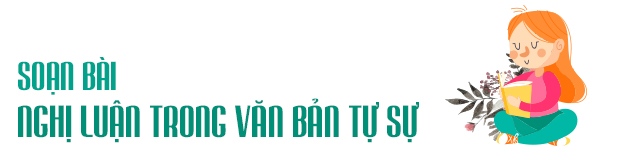 SOẠN BÀI
NGHỊ LUẬN TRONG VĂN BẢN TỰ SỰ